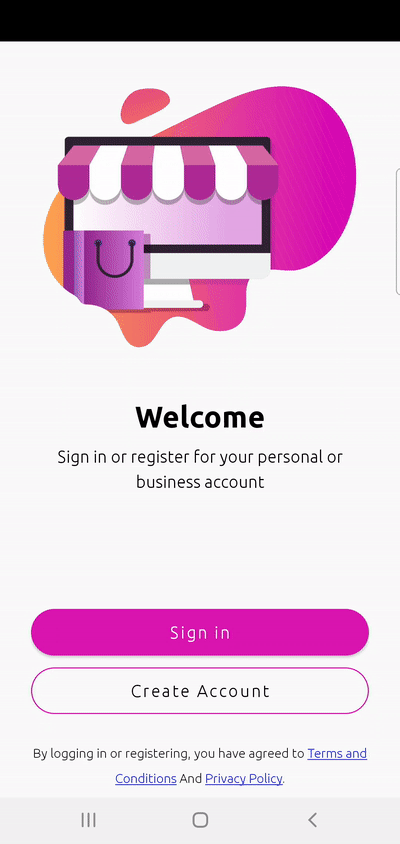 Welcome
Sign in or register for your personal or
business account
Sign in
Create Account
By logging in or registering, you have agreed to Terms and
Conditions And Privacy Policy.